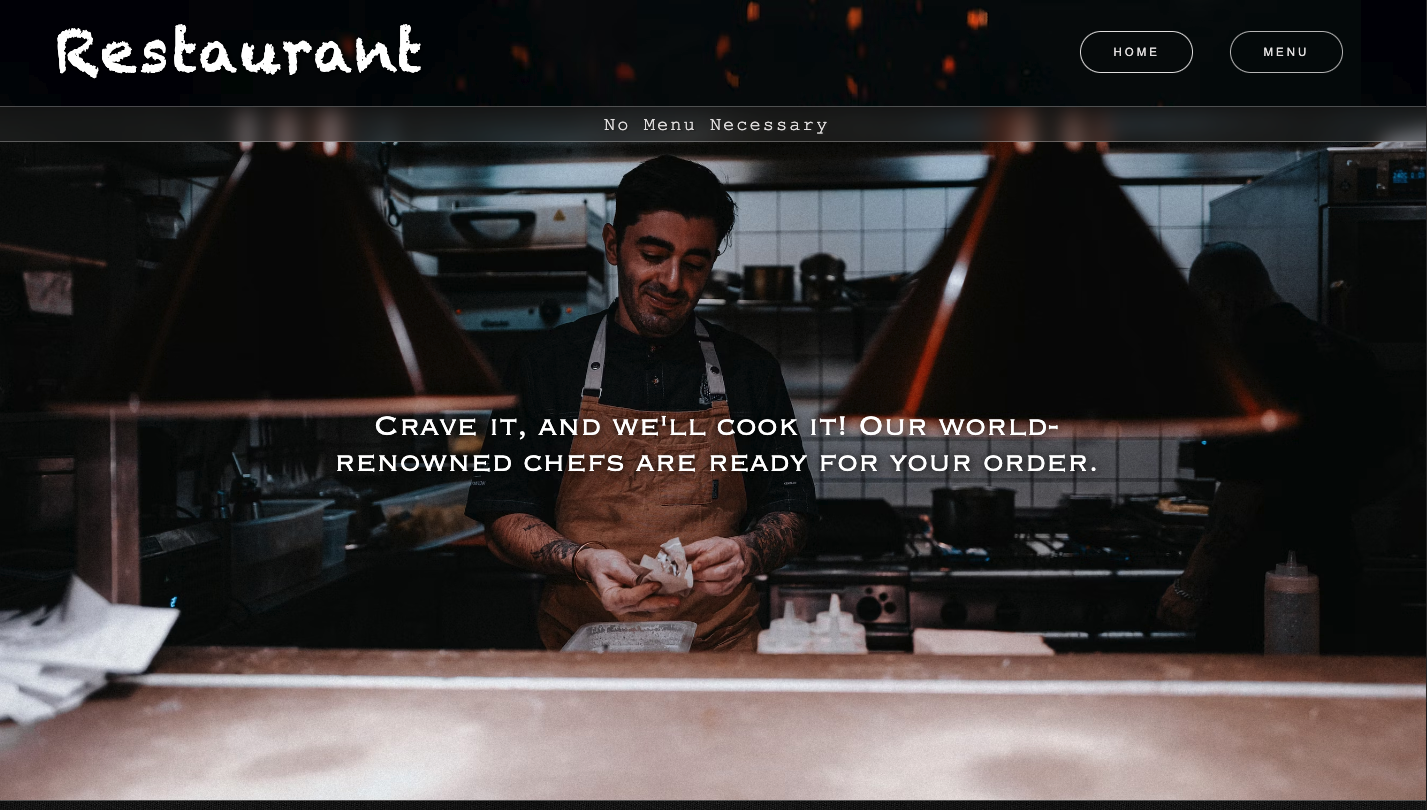 Restaurant
HOME
MENU
No Menu Necessary
Crave it, and we'll cook it! Our world-
renowned chefs are ready for your order.